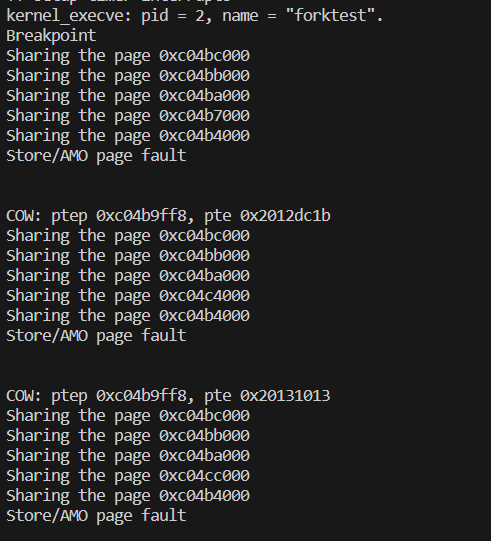 kernel_execve: pid = 2, name = "forktest".
Breakpoint
Sharing the page 0xc04bc000
Sharing the page 0xc04bb000
Sharing the page 0xc04ba000
Sharing the page 0xc04b7000
Sharing the page 0xc04b4000
Store/AMO page fault
COW: ptep 0xc04b9ff8, pte 0x2012dc1b
Sharing the page 0xc04bc000
Sharing the page 0xc04bb000
Sharing the page 0xc04ba000
Sharing the page 0xc04c4000
Sharing the page 0xc04b4000
Store/AMO page fault
COW: ptep 0xc04b9ff8, pte 0x20131013
Sharing the page 0xc04bc000
Sharing the page 0xc04bb000
Sharing the page 0xc04ba000
Sharing the page 0xc04cc000
Sharing the page 0xc04b4000
Store/AMO page fault